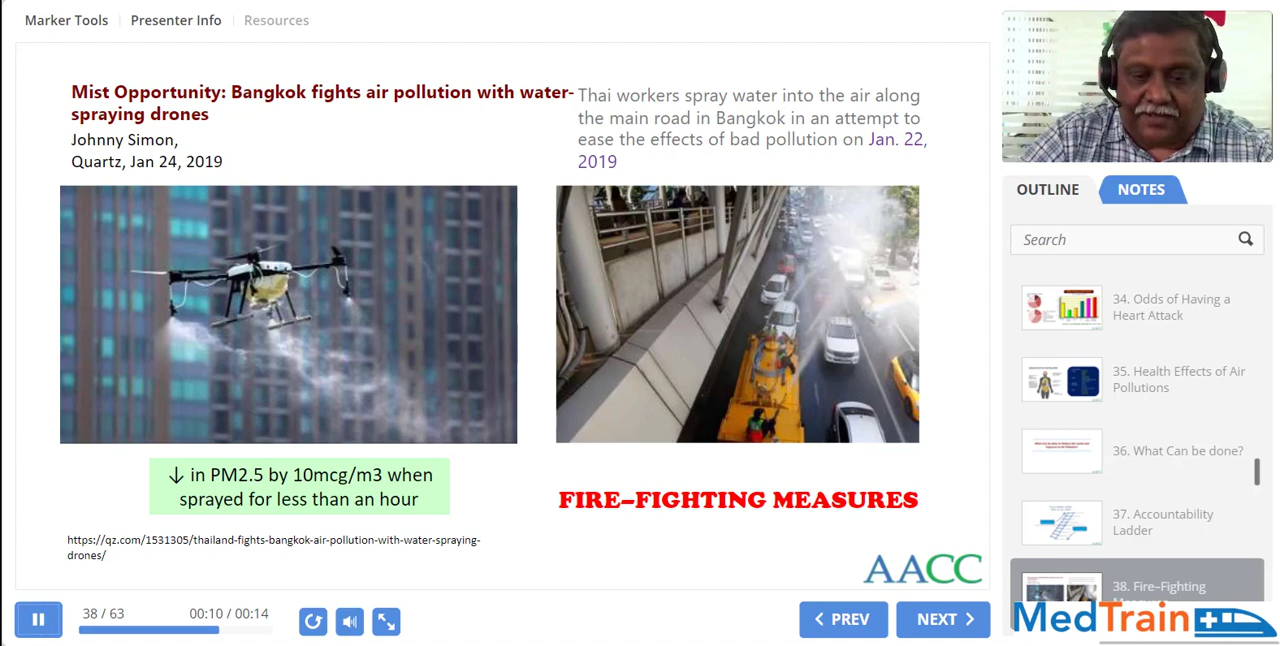 Marker Tools
Presenter Info
Resources
Mist Opportunity: Bangkok fights air pollution with water-
spraying drones
Johnny Simon,
Quartz, Jan 24, 2019
Thai workers spray water into the air along
the main road in Bangkok in an attempt to
ease the effects of bad pollution on Jan. 22,
2019
↓ in PM2.5 by 10mcg/m3 when
sprayed for less than an hour
FIRE–FIGHTING MEASURES
https://qz.com/1531305/thailand-fights-bangkok-air-pollution-with-water-spraying-
drones/
AACC
38 / 63
00:10 / 00:14
PREV
NEXT
OUTLINE
NOTES
Search
34. Odds of Having a
Heart Attack
35. Health Effects of Air
Pollutions
36. What Can be done?
37. Accountability
Ladder
38. Fire–Fighting
MedTrain